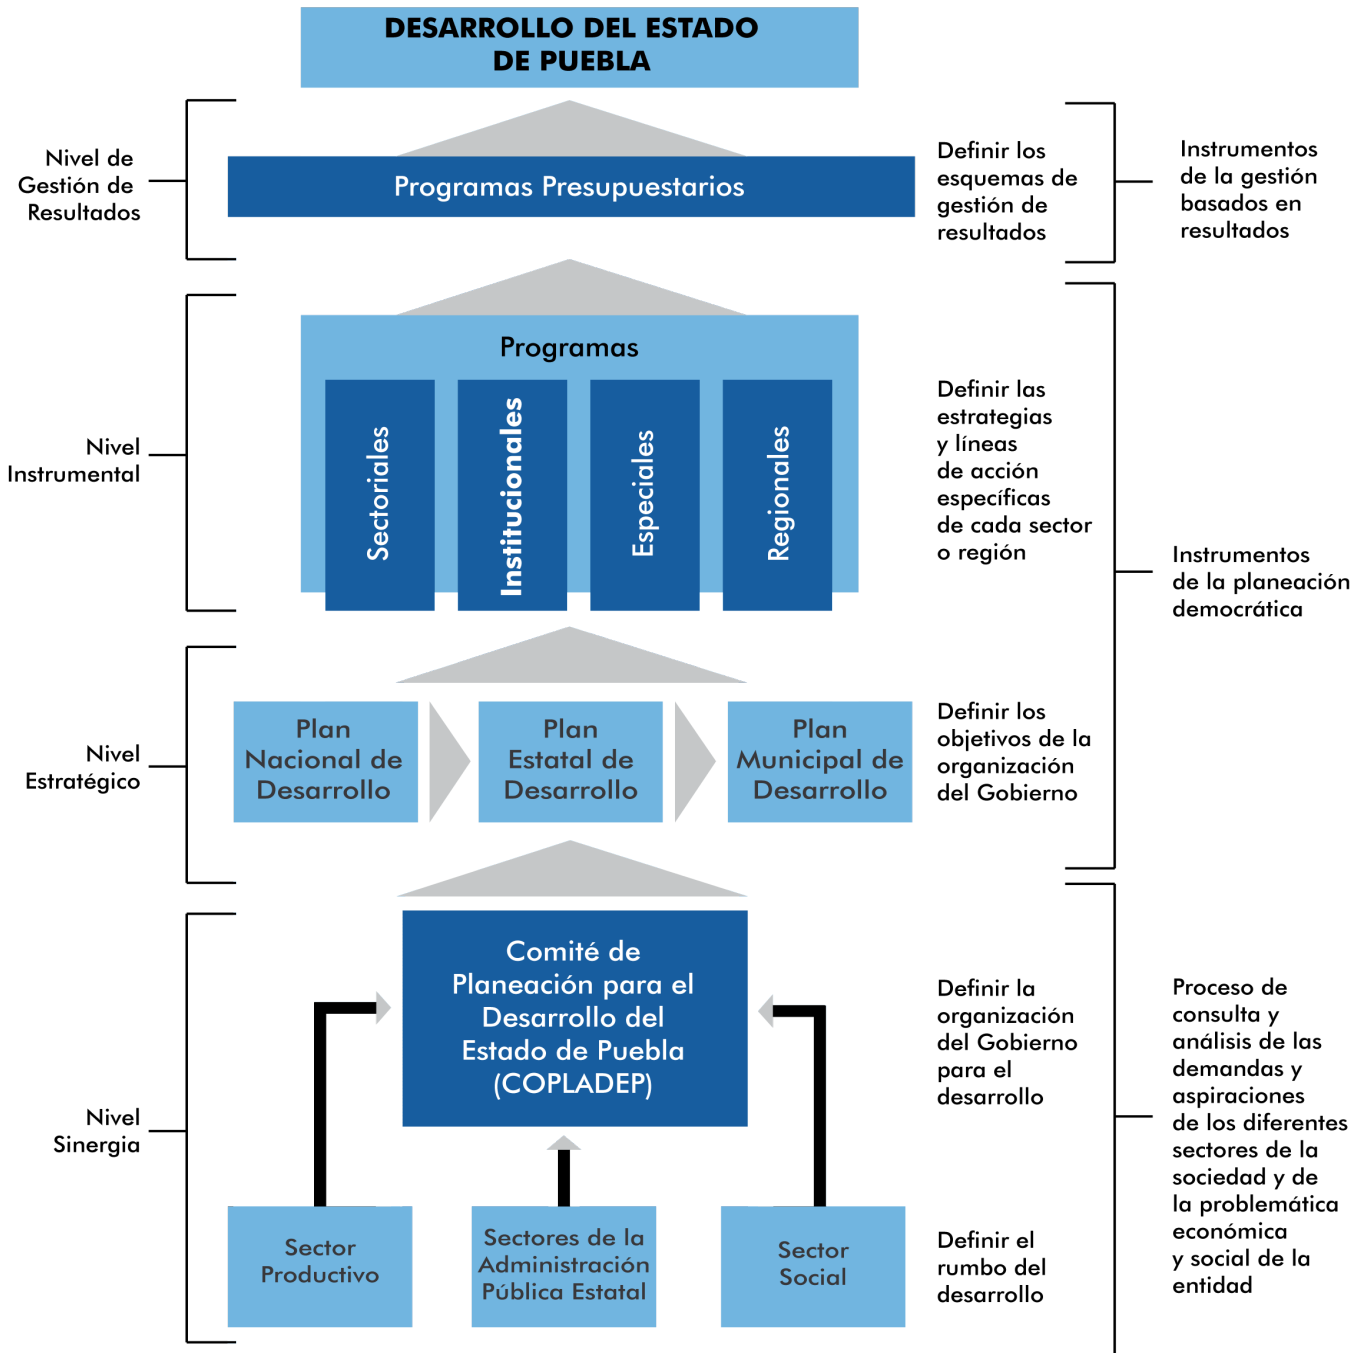 DESARROLLO DEL ESTADO
DE PUEBLA
Nivel de
Gestión de
Resultados
Programas Presupuestarios
Definir los
esquemas de
gestión de
resultados
Instrumentos
de la gestión
basados en
resultados
Nivel
Instrumental
Programas
Sectoriales
Institucionales
Especiales
Regionales
Definir las
estrategias
y líneas
de acción
específicas
de cada sector
o región
Instrumentos
de la planeación
democrática
Nivel
Estratégico
Plan
Nacional de
Desarrollo
Plan
Estatal de
Desarrollo
Plan
Municipal de
Desarrollo
Definir los
objetivos de la
organización
del Gobierno
Nivel
Sinergia
Comité de
Planeación para el
Desarrollo del
Estado de Puebla
(COPLADEP)
Definir la
organización
del Gobierno
para el
desarrollo
Proceso de
consulta y
análisis de las
demandas y
aspiraciones
de los diferentes
sectores de la
sociedad y de
la problemática
económica
y social de la
entidad
Sector
Productivo
Sectores de la
Administración
Pública Estatal
Sector
Social
Definir el
rumbo del
desarrollo